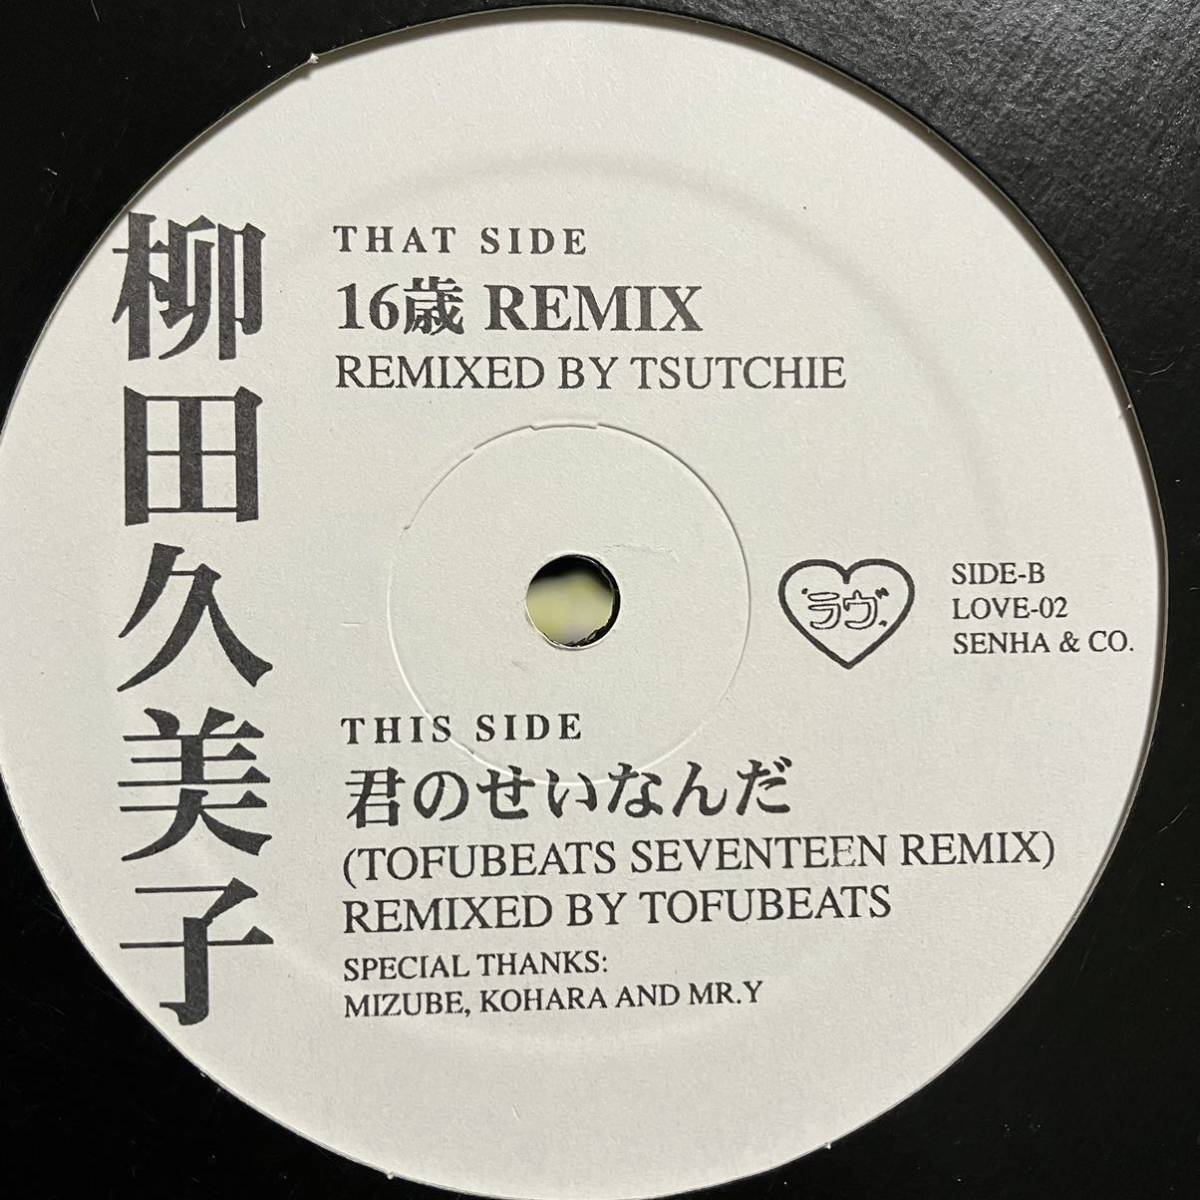 柳田久美子
THAT SIDE
16歳 REMIX
REMIXED BY TSUTCHIE
ラヴ
SIDE-B
LOVE-02
SENHA & CO.
THIS SIDE
君のせいなんだ
(TOFUBEATS SEVENTEEN REMIX)
REMIXED BY TOFUBEATS
SPECIAL THANKS:
MIZUBE, KOHARA AND MR.Y